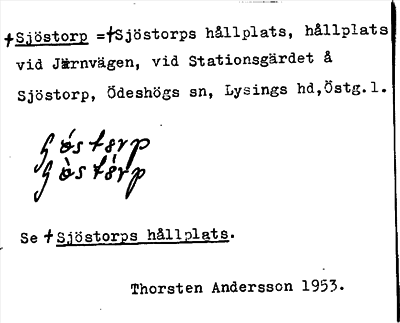 +Sjöstorp =+Sjöstorps hållplats, hållplats
vid Järnvägen, vid Stationsgärdet å
Sjöstorp, Ödeshögs sn, Lysings hd,Östg.l.
Se + Sjöstorps hållplats.
Thorsten Andersson 1953.